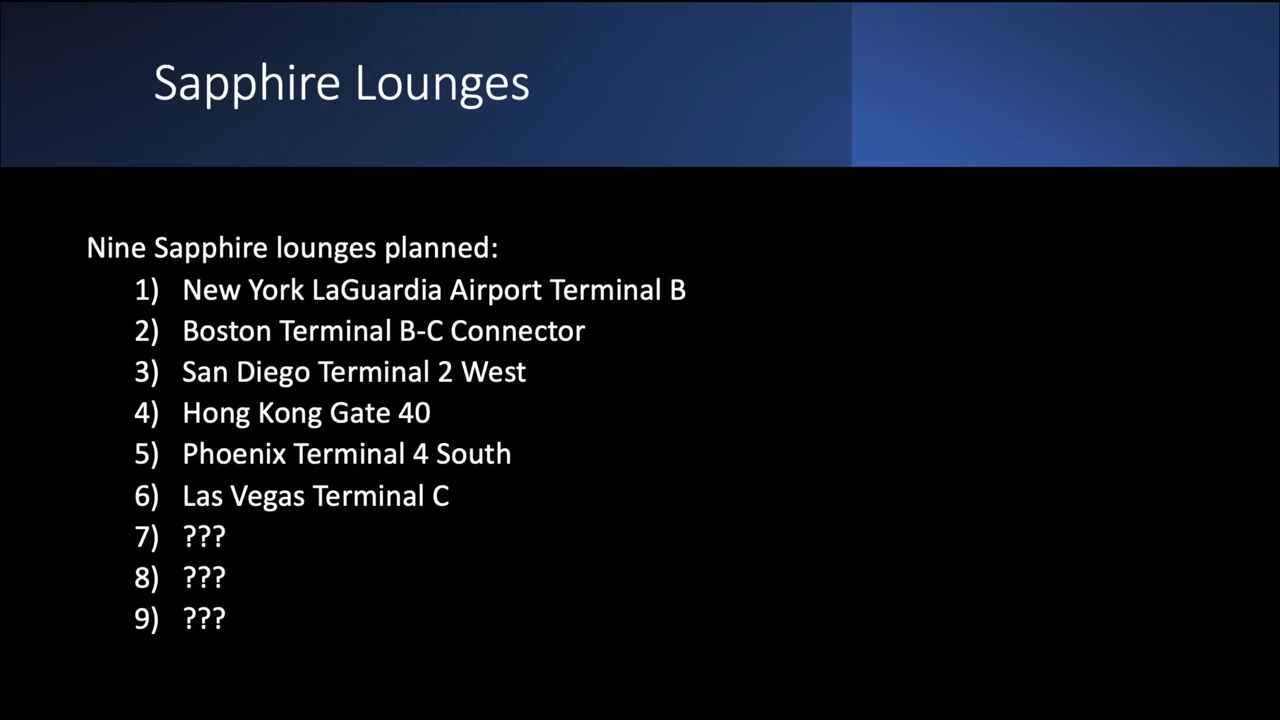 Sapphire Lounges
Nine Sapphire lounges planned:
1) New York LaGuardia Airport Terminal B
2) Boston Terminal B-C Connector
3) San Diego Terminal 2 West
4) Hong Kong Gate 40
5) Phoenix Terminal 4 South
6) Las Vegas Terminal C
7) ???
8) ???
9) ???